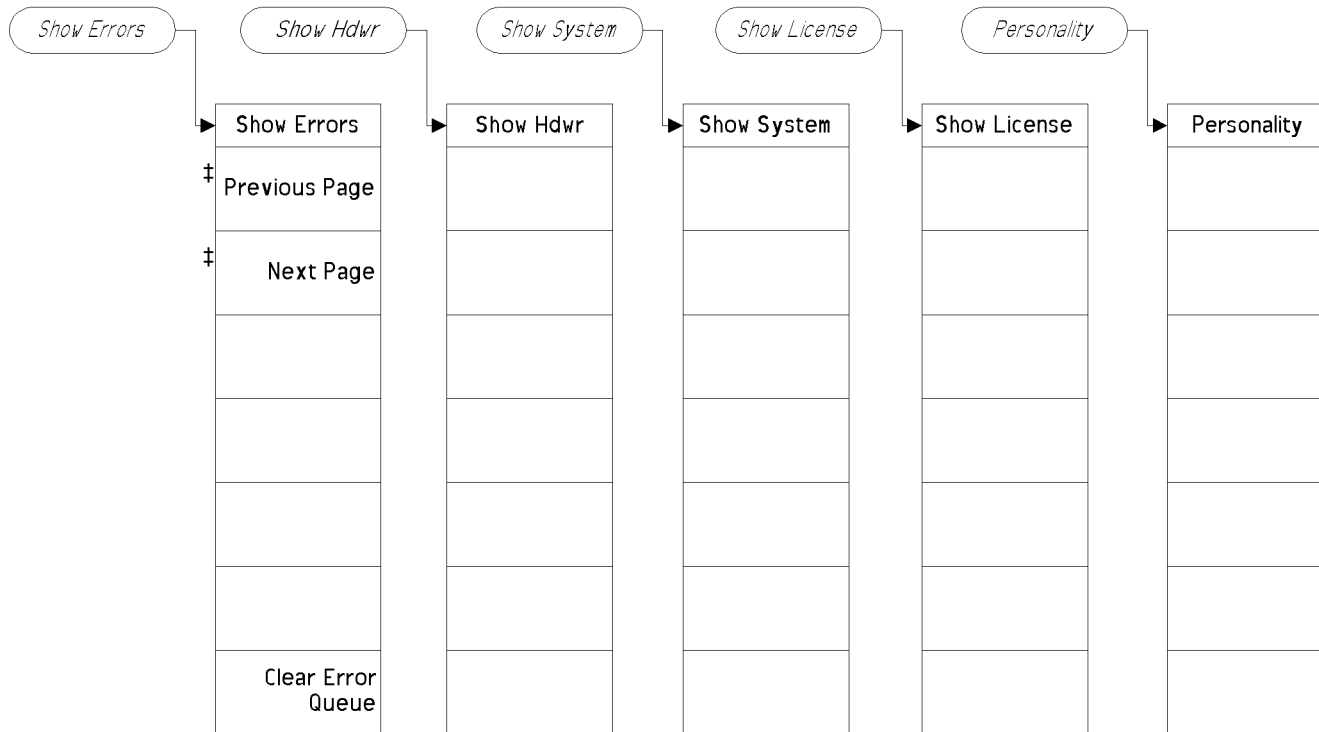 Show Errors
Show Hdwr
Show System
Show License
Personality
Show Errors
Show Hdwr
Show System
Show License
Personality
‡ Previous Page
‡ Next Page
Clear Error
Queue